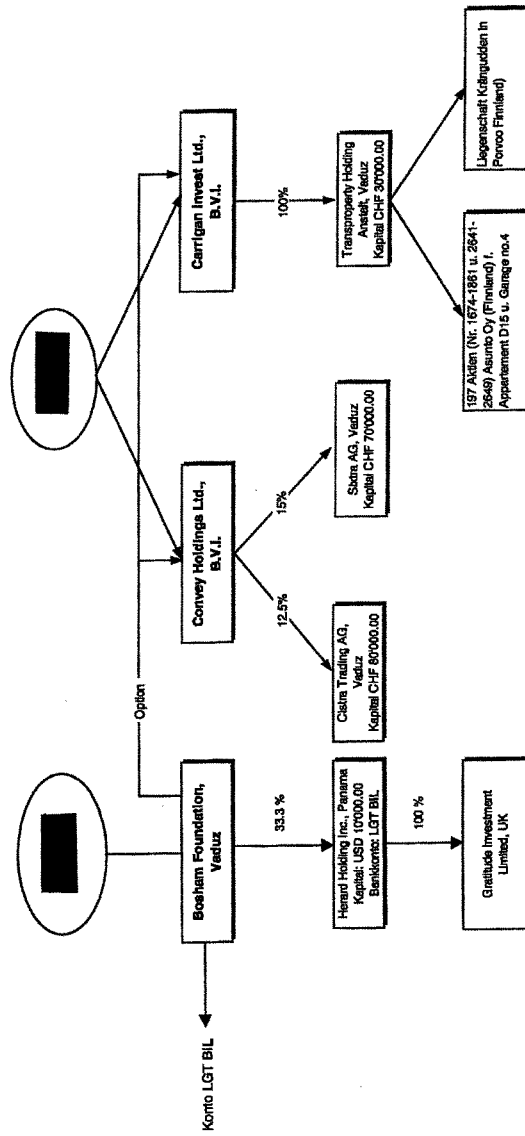 Konto LGT BIL
Bosham Foundation,
Vaduz
Option
Convey Holdings Ltd.,
B.V.I.
Carrigan Invest Ltd.,
B.V.I.
33.3 %
12.5%
15%
100%
Herard Holding Inc., Panama
Kapital: USD 10'000.00
Bankkonto: LGT BIL
Cistra Trading AG,
Vaduz
Kapital CHF 80'000.00
Sixtra AG, Vaduz
Kapital CHF 70'000.00
Transproperty Holding
Anstalt, Vaduz
Kapital CHF 30'000.00
100 %
Gratitude Investment
Limited, UK
197 Aktien (Nr. 1674-1861 u. 2641-
2649) Asunto Oy (Finnland) f.
Appartement D15 u. Garage no.4
Liegenschaft Krångudden in
Porvoo Finnland)